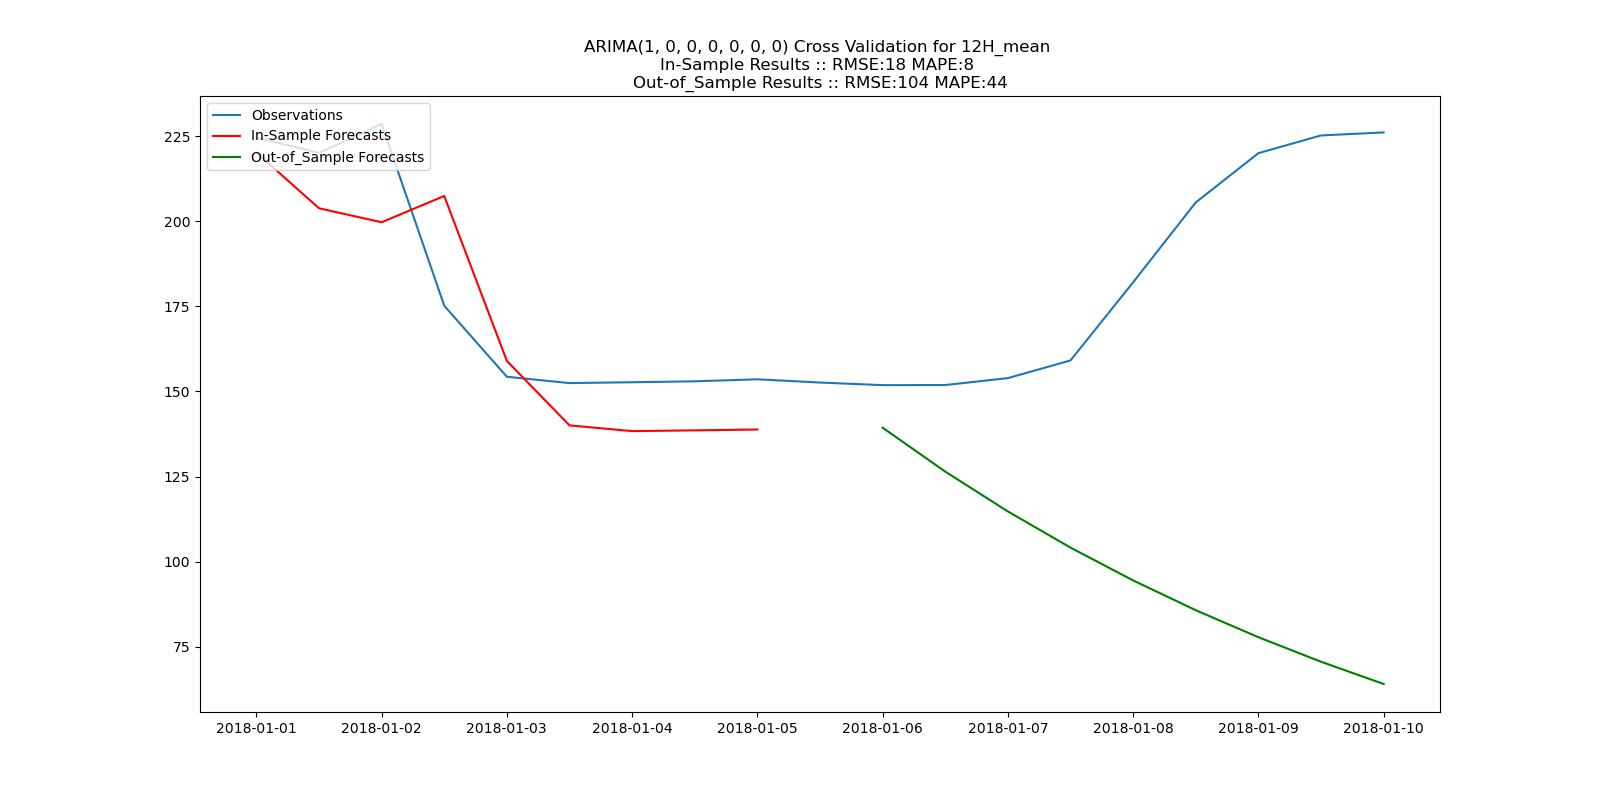 ARIMA(1, 0, 0, 0, 0, 0, 0) Cross Validation for 12H_mean
In-Sample Results :: RMSE:18 MAPE:8
Out-of_Sample Results :: RMSE:104 MAPE:44
Observations
In-Sample Forecasts
Out-of_Sample Forecasts
225
200
175
150
125
100
75
2018-01-01 2018-01-02 2018-01-03 2018-01-04 2018-01-05 2018-01-06 2018-01-07 2018-01-08 2018-01-09 2018-01-10